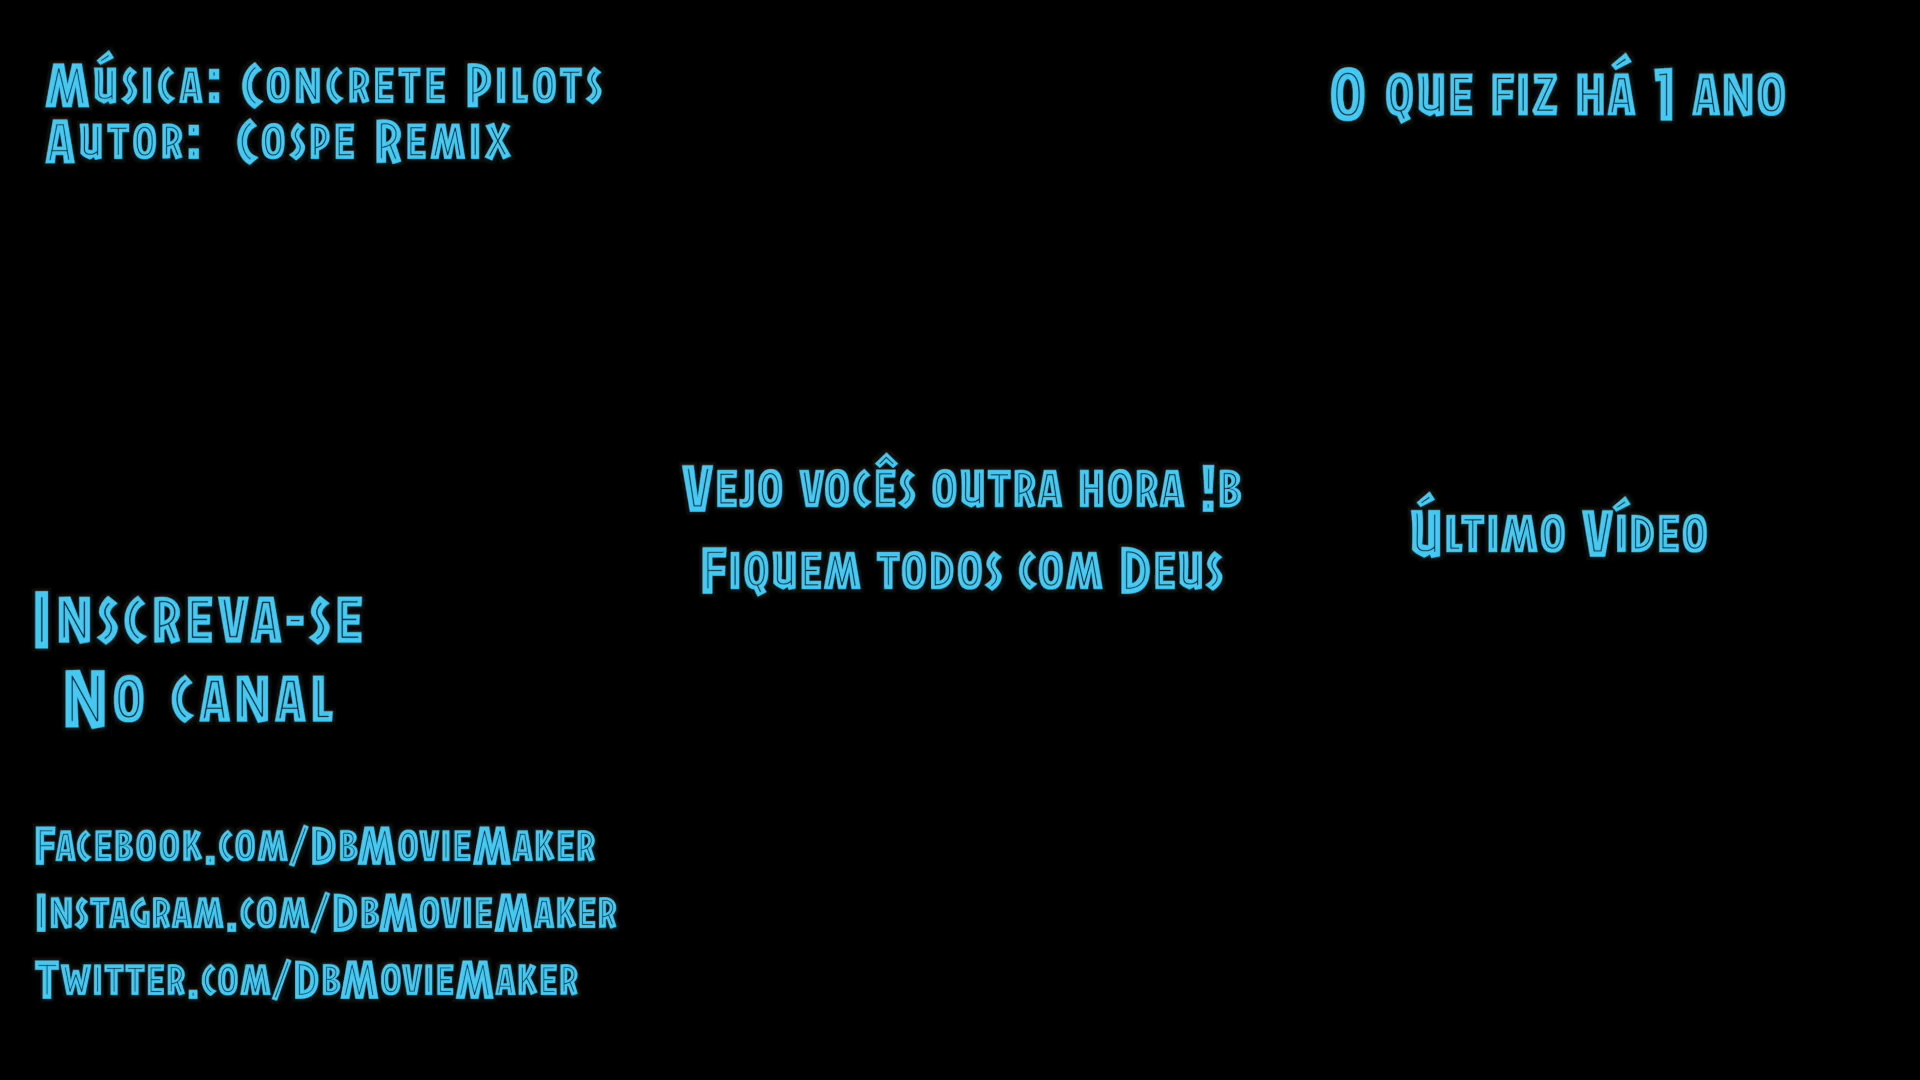 Música: Concrete Pilots
Autor: Cospe Remix
O que fiz há 1 ano
Vejo vocês outra hora !b
Fiquem todos com Deus
Último Vídeo
Inscreva-se
No canal
Facebook.com/DbMovieMaker
Instagram.com/DbMovieMaker
Twitter.com/DbMovieMaker